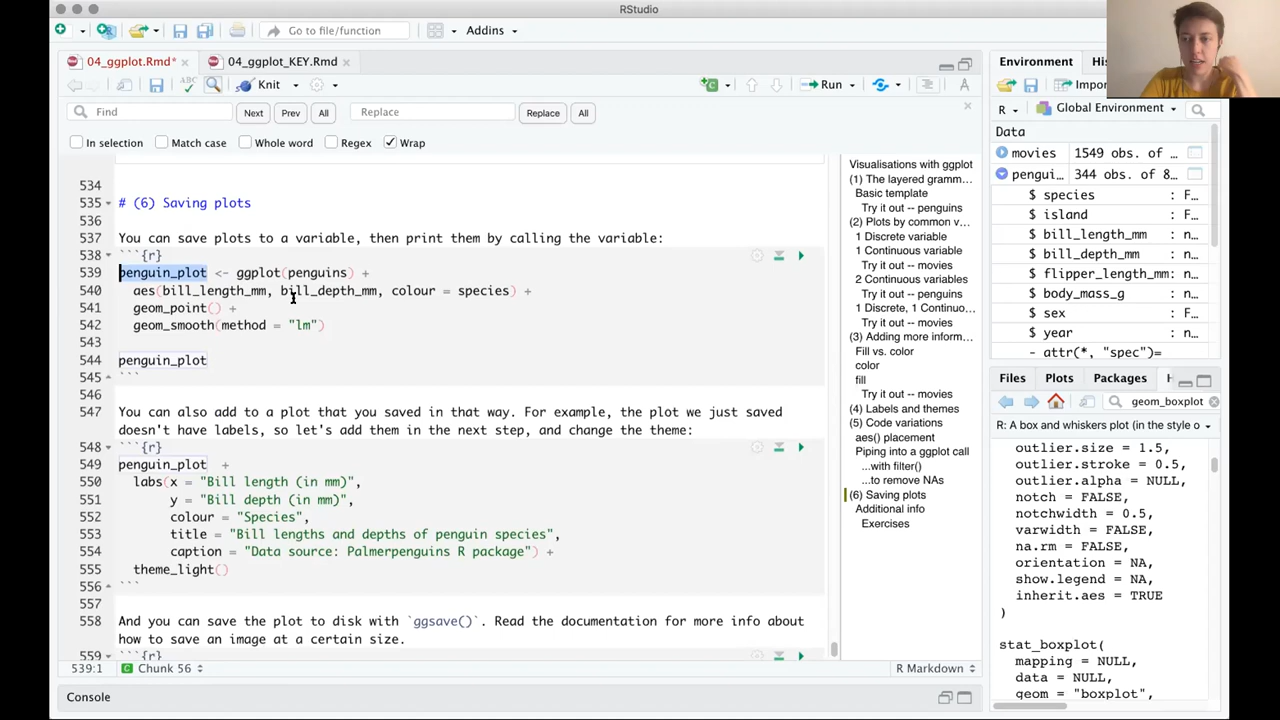 RStudio
Go to file/function
Addins
04_ggplot.Rmd*
04_ggplot_KEY.Rmd
ABC
Knit
Run
Find
Next
Prev
All
Replace
Replace
All
In selection
Match case
Whole word
Regex
Wrap
534
535 # (6) Saving plots
536
537 You can save plots to a variable, then print them by calling the variable:
538 ```{r}
539 penguin_plot <- ggplot(penguins) +
540 aes(bill_length_mm, bill_depth_mm, colour = species) +
541 geom_point() +
542 geom_smooth(method = "lm")
543
544 penguin_plot
545 ```
546
547 You can also add to a plot that you saved in that way. For example, the plot we just saved
doesn't have labels, so let's add them in the next step, and change the theme:
548 ```{r}
549 penguin_plot +
550 labs(x = "Bill length (in mm)",
551 y = "Bill depth (in mm)",
552 colour = "Species",
553 title = "Bill lengths and depths of penguin species",
554 caption = "Data source: Palmerpenguins R package") +
555 theme_light()
556 ```
557
558 And you can save the plot to disk with `ggsave()`. Read the documentation for more info about
how to save an image at a certain size.
559 ```{r}
539:1
Chunk 56
R Markdown
Console
Visualisations with ggplot
(1) The layered gramm...
Basic template
Try it out -- penguins
(2) Plots by common v...
1 Discrete variable
1 Continuous variable
Try it out -- movies
2 Continuous variables
Try it out -- penguins
1 Discrete, 1 Continuo...
Try it out -- movies
(3) Adding more inform...
Fill vs. color
color
fill
Try it out -- movies
(4) Labels and themes
(5) Code variations
aes() placement
Piping into a ggplot call
...with filter()
...to remove NAs
(6) Saving plots
Additional info
Exercises
Environment
His
Impor
R
Global Environment
Data
movies 1549 obs. of ...
pengui... 344 obs. of 8...
$ species : F...
$ island : F...
$ bill_length_mm : n...
$ bill_depth_mm : n...
$ flipper_length_mm: n...
$ body_mass_g : n...
$ sex : F...
$ year : n...
- attr(*, "spec")=
Files
Plots
Packages
H
geom_boxplot
R: A box and whiskers plot (in the style o
outlier.size = 1.5,
outlier.stroke = 0.5,
outlier.alpha = NULL,
notch = FALSE,
notchwidth = 0.5,
varwidth = FALSE,
na.rm = FALSE,
orientation = NA,
show.legend = NA,
inherit.aes = TRUE
)
stat_boxplot(
mapping = NULL,
data = NULL,
geom = "boxplot",